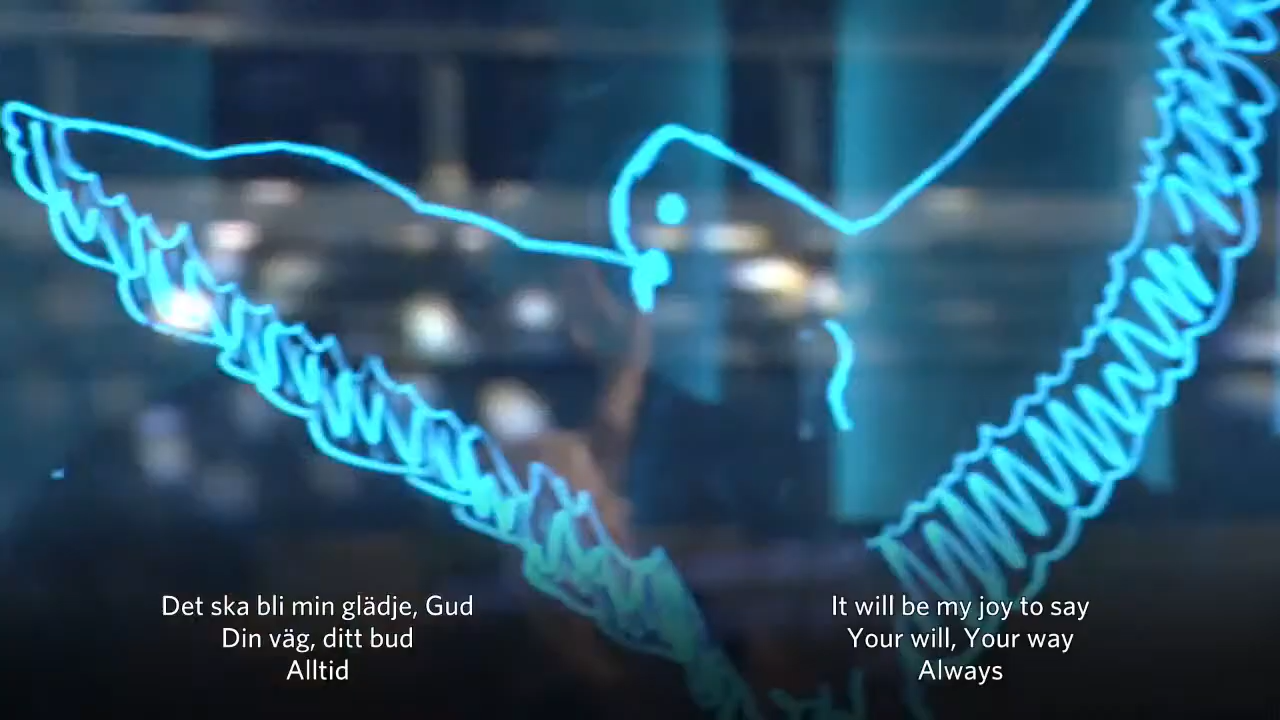 Det ska bli min glädje, Gud
Din väg, ditt bud
Alltid
It will be my joy to say
Your will, Your way
Always